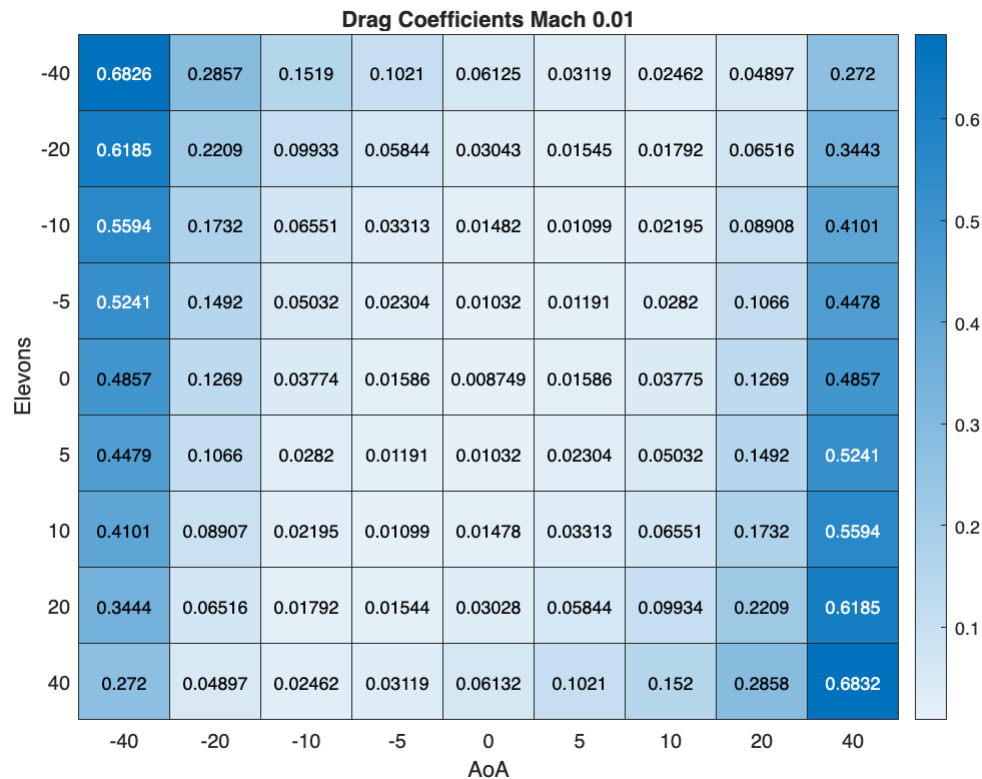 Drag Coefficients Mach 0.01
-40 0.6826 0.2857 0.1519 0.1021 0.06125 0.03119 0.02462 0.04897 0.272
-20 0.6185 0.2209 0.09933 0.05844 0.03043 0.01545 0.01792 0.06516 0.3443
-10 0.5594 0.1732 0.06551 0.03313 0.01482 0.01099 0.02195 0.08908 0.4101
-5 0.5241 0.1492 0.05032 0.02304 0.01032 0.01191 0.0282 0.1066 0.4478
0 0.4857 0.1269 0.03774 0.01586 0.008749 0.01586 0.03775 0.1269 0.4857
5 0.4479 0.1066 0.0282 0.01191 0.01032 0.02304 0.05032 0.1492 0.5241
10 0.4101 0.08907 0.02195 0.01099 0.01478 0.03313 0.06551 0.1732 0.5594
20 0.3444 0.06516 0.01792 0.01544 0.03028 0.05844 0.09934 0.2209 0.6185
40 0.272 0.04897 0.02462 0.03119 0.06132 0.1021 0.152 0.2858 0.6832
-40 -20 -10 -5 0 5 10 20 40
AoA
Elevons
0.6
0.5
0.4
0.3
0.2
0.1